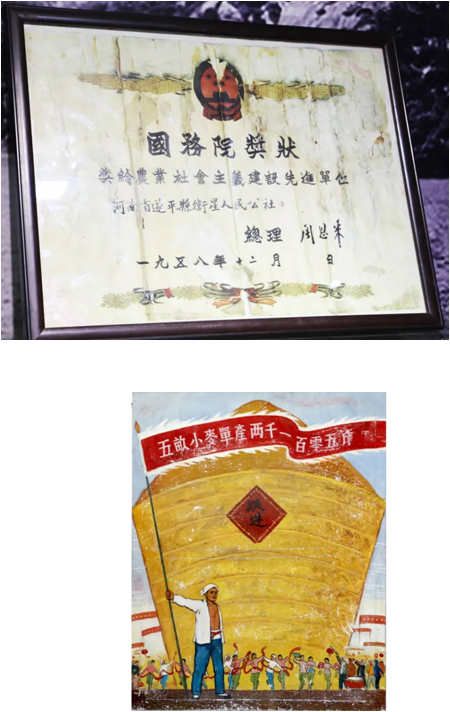 國務院獎狀
奖給農業社會主義建設先進單位
河南省遂平縣衛星人民公社:
總理 周恩來
一九五八年十二月 日
五畝小麥單產两千一百零五斤
躍進